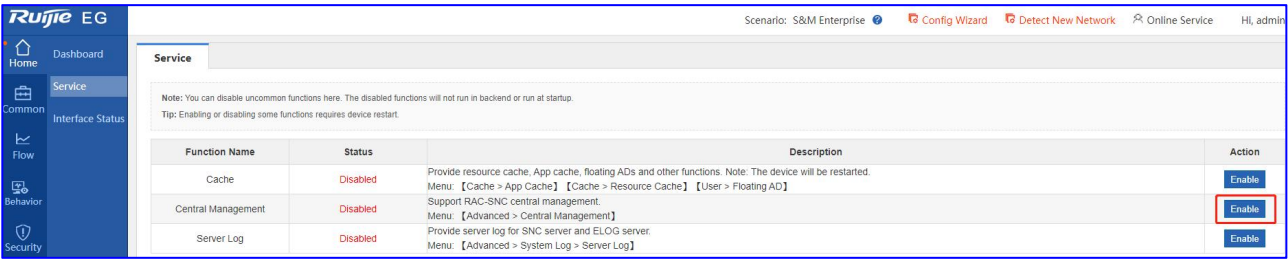 Ruijie EG
Scenario: S&M Enterprise ? Config Wizard Detect New Network Online Service Hi, admin
Home
Common
Flow
Behavior
Security
Dashboard
Service
Interface Status
Service
Note: You can disable uncommon functions here. The disabled functions will not run in backend or run at startup.
Tip: Enabling or disabling some functions requires device restart.
Function Name Status Description Action
Cache Disabled Provide resource cache, App cache, floating ADs and other functions. Note: The device will be restarted. Enable
Menu: 【Cache > App Cache】【Cache > Resource Cache】【User > Floating AD】
Central Management Disabled Support RAC-SNC central management. Enable
Menu: 【Advanced > Central Management】
Server Log Disabled Provide server log for SNC server and ELOG server. Enable
Menu: 【Advanced > System Log > Server Log】